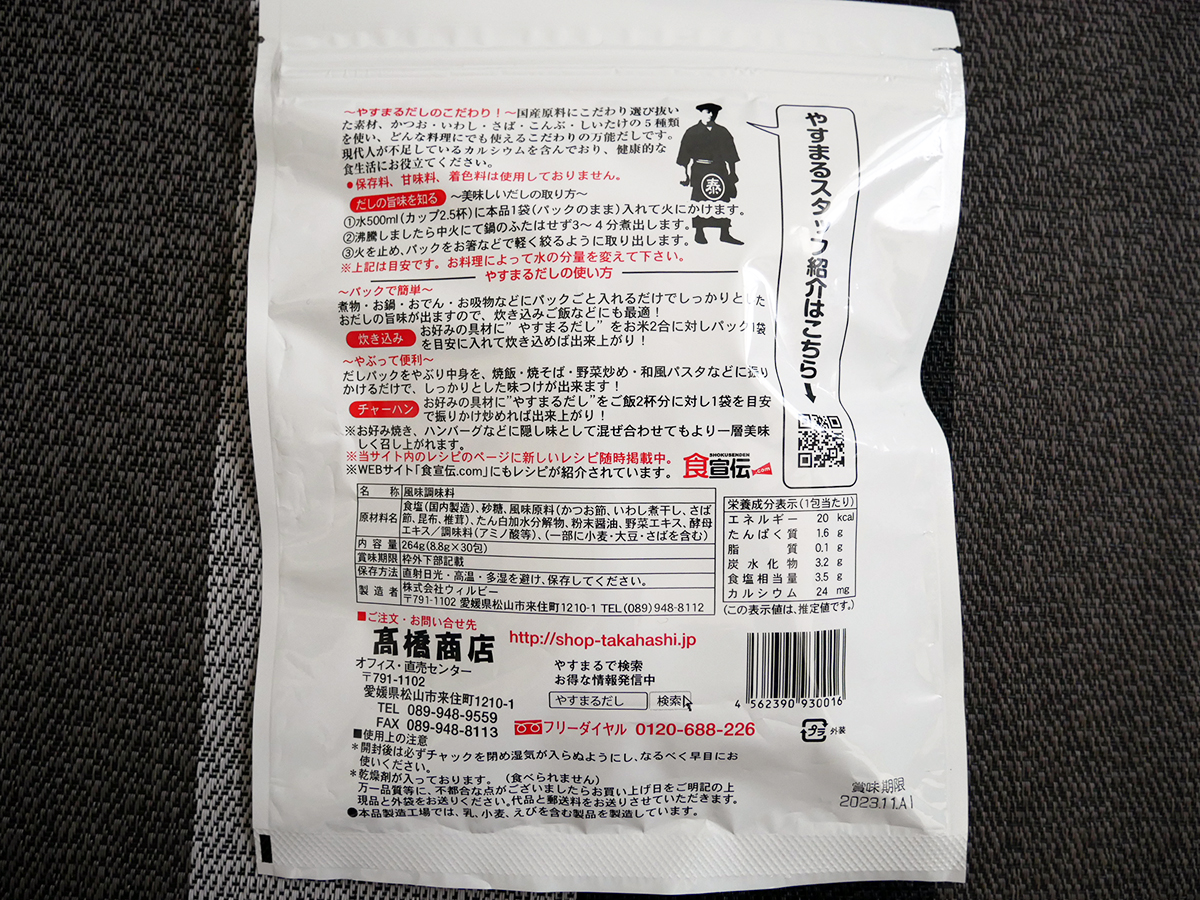 〜やすまるだしのこだわり！〜国産原料にこだわり選び抜い
た素材、かつお・いわし・さば・こんぶ・しいたけの5種類
を使い、どんな料理にでも使えるこだわりの万能だしです。
現代人が不足しているカルシウムを含んでおり、健康的な
食生活にお役立てください。
●保存料、甘味料、着色料は使用しておりません。
だしの旨味を知る 〜美味しいだしの取り方〜
①水500ml(カップ2.5杯)に本品1袋(パックのまま)入れて火にかけます。
②沸騰しましたら中火にて鍋のふたはせず3〜4分煮出します。
③火を止め、パックをお箸などで軽く絞るように取り出します。
※上記は目安です。お料理によって水の分量を変えて下さい。
泰
やすまるスタッフ紹介はこちら
やすまるだしの使い方
〜パックで簡単〜
煮物・お鍋・おでん・お吸物などにパックごと入れるだけでしっかりとした
おだしの旨味が出ますので、炊き込みご飯などにも最適！
炊き込み お好みの具材に"やすまるだし"をお米2合に対しパック1袋
を目安に入れて炊き込めば出来上がり！
〜やぶって便利〜
だしパックをやぶり中身を、焼飯・焼そば・野菜炒め・和風パスタなどに振り
かけるだけで、しっかりとした味つけが出来ます！
チャーハン お好みの具材に"やすまるだし"をご飯2杯分に対し1袋を目安
で振りかけ炒めれば出来上がり！
※お好み焼き、ハンバーグなどに隠し味として混ぜ合わせてもより一層美味
しく召し上がれます。
※当サイト内のレシピのページに新しいレシピ随時掲載中。
※WEBサイト「食宣伝.com」にもレシピが紹介されています。
SHOKUSENDEN
食宣伝.com
名 称 風味調味料
原材料名 食塩(国内製造)、砂糖、風味原料(かつお節、いわし煮干し、さば
節、昆布、椎茸)、たん白加水分解物、粉末醤油、野菜エキス、酵母
エキス／調味料(アミノ酸等)、(一部に小麦・大豆・さばを含む)
内 容 量 264g(8.8g×30包)
賞味期限 枠外下部記載
保存方法 直射日光・高温・多湿を避け、保存してください。
製 造 者 株式会社ウィルビー
〒791-1102 愛媛県松山市来住町1210-1 TEL(089)948-8112
栄養成分表示(1包当たり)
エネルギー 20 kcal
たんぱく質 1.6 g
脂 質 0.1 g
炭水化物 3.2 g
食塩相当量 3.5 g
カルシウム 24 mg
(この表示値は、推定値です。)
■ご注文・お問い合せ先
髙橋商店
http://shop-takahashi.jp
オフィス・直売センター
〒791-1102
愛媛県松山市来住町1210-1
TEL 089-948-9559
FAX 089-948-8113
やすまるで検索
お得な情報発信中
やすまるだし 検索
フリーダイヤル 0120-688-226
4 562390 930016
プラ 外装
■使用上の注意
＊開封後は必ずチャックを閉め湿気が入らぬようにし、なるべく早目にお
使いください。
＊乾燥剤が入っております。（食べられません）
万一品質等に、不都合な点がございましたらお買い上げ日をご明記の上
現品と外袋をお送りください。代品と郵送料をお送りさせていただきます。
●本品製造工場では、乳、小麦、えびを含む製品を製造しています。
賞味期限
2023.11.A1